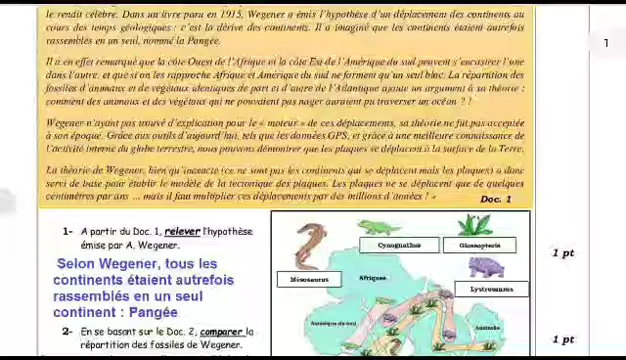 le rendit célèbre. Dans un livre paru en 1915, Wegener a émis l'hypothèse d'un déplacement des continents au
cours des temps géologiques : c'est la dérive des continents. Il a imaginé que les continents étaient autrefois
rassemblés en un seul, nommé la Pangée.
Il a en effet remarqué que la côte Ouest de l'Afrique et la côte Est de l'Amérique du sud peuvent s'encastrer l'une
dans l'autre, et que si on les rapproche Afrique et Amérique du sud ne forment qu'un seul bloc. La répartition des
fossiles d'animaux et de végétaux identiques de part et d'autre de l'Atlantique ajoute un argument à sa théorie :
comment des animaux et des végétaux qui ne pouvaient pas nager auraient pu traverser un océan ? !
Wegener n'ayant pas trouvé d'explication pour le « moteur » de ces déplacements, sa théorie ne fut pas acceptée
à son époque. Grâce aux outils d'aujourd'hui, tels que les données GPS, et grâce à une meilleure connaissance de
l'activité interne du globe terrestre, nous pouvons démontrer que les plaques se déplacent à la surface de la Terre.
La théorie de Wegener, bien qu'inexacte (ce ne sont pas les continents qui se déplacent mais les plaques) a donc
servi de base pour établir le modèle de la tectonique des plaques. Les plaques ne se déplacent que de quelques
centimètres par ans ... mais il faut multiplier ces déplacements par des millions d'années ! »
Doc. 1
1
1- A partir du Doc. 1, relever l'hypothèse
émise par A. Wegener.
Selon Wegener, tous les
continents étaient autrefois
rassemblés en un seul
continent : Pangée
2- En se basant sur le Doc. 2, comparer la
répartition des fossiles de Wegener.
Cynognathus
Glossopteris
Mésosaurus
Afrique
Lystrosaurus
Amérique du sud
Australie
1 pt
1 pt